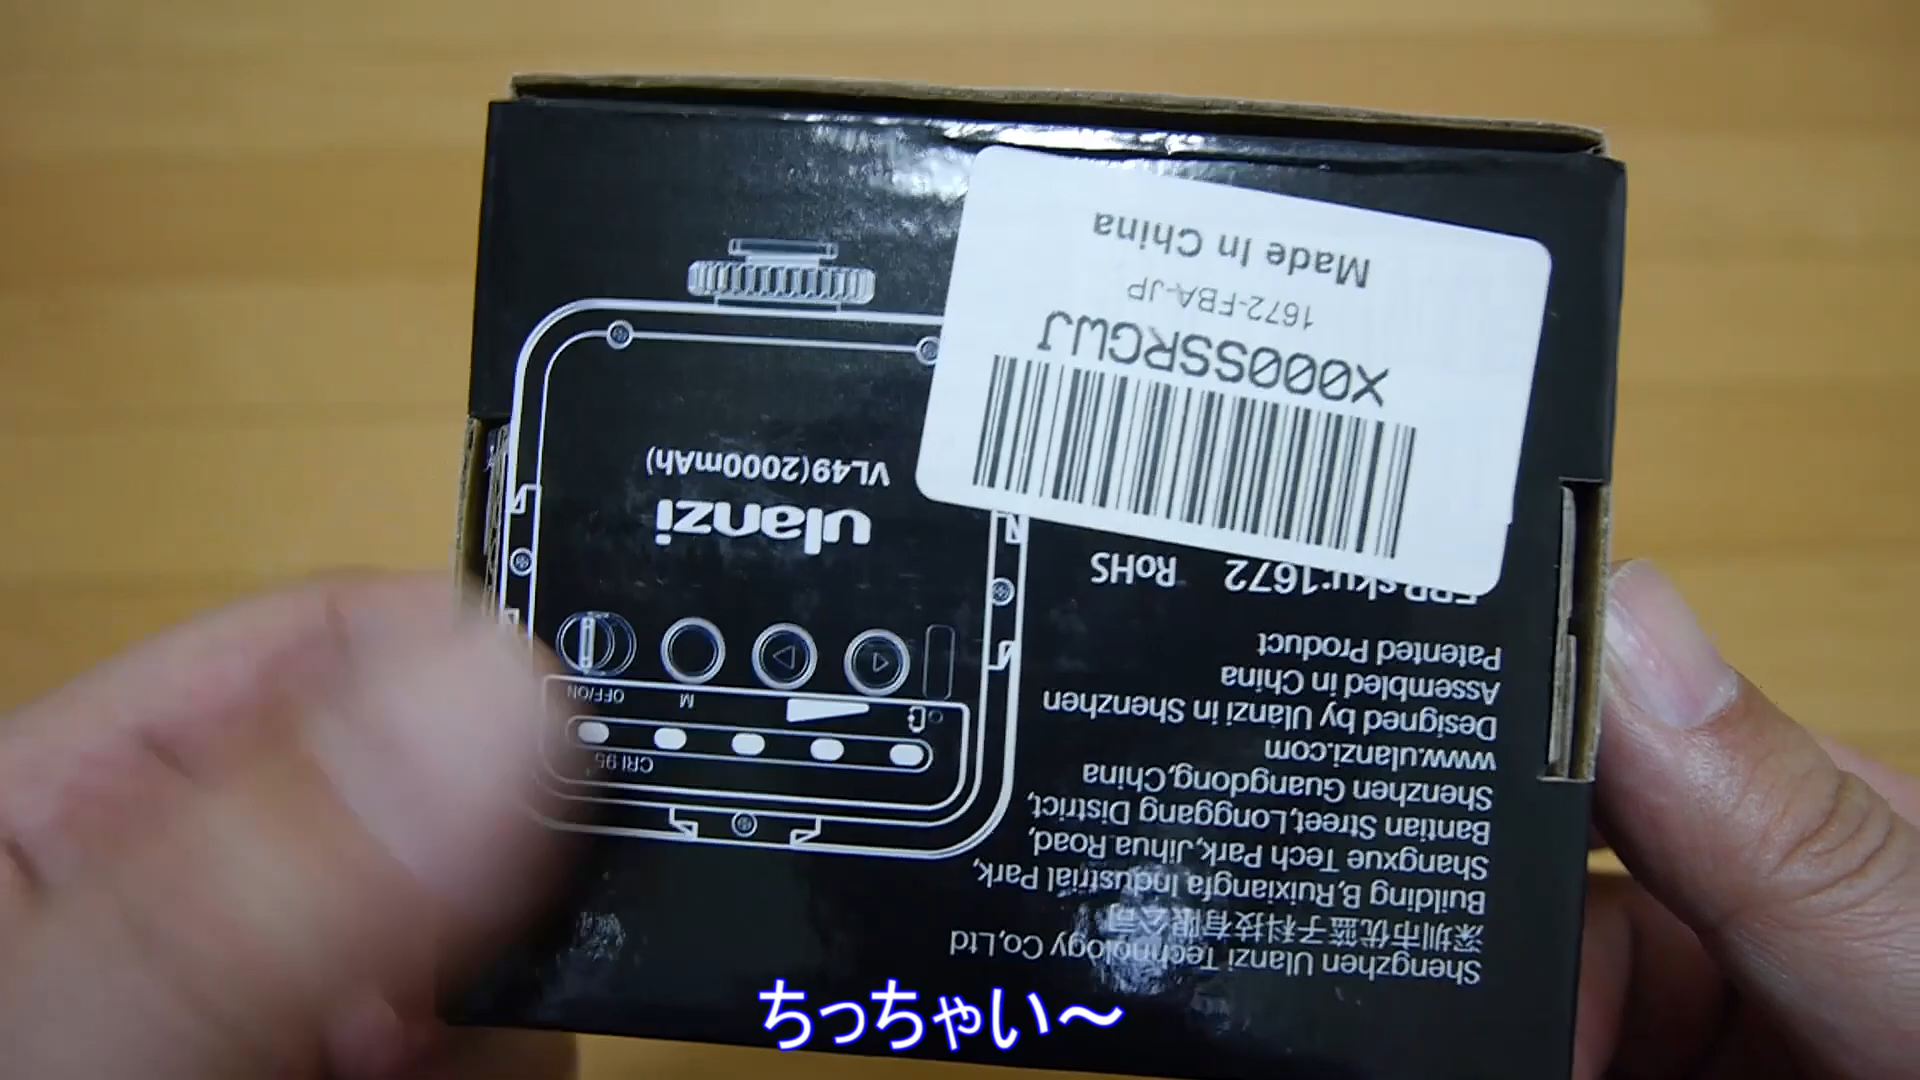 Shengzhen Ulanzi Technology Co,Ltd
深圳市优篮子科技有限公司
Building B,Ruixiangfa Industrial Park,
Shangxue Tech Park,Jihua Road,
Bantian Street,Longgang District,
Shenzhen Guangdong,China
www.ulanzi.com
Designed by Ulanzi in Shenzhen
Assembled in China
Patented Product
sku:1672 RoHS
X000SSRGWJ
1672-FBA-JP
Made In China
CRI 95
M
OFF/ON
ulanzi
VL49(2000mAh)
ちっちゃい～